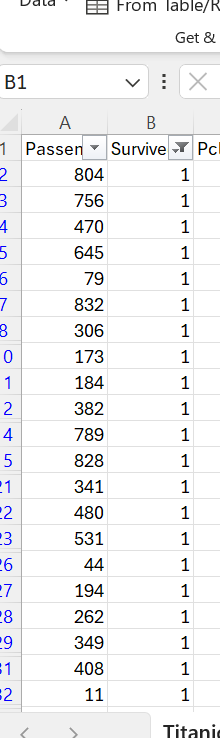 Data
From Table/R
Get &
B1
A B
1 Passen Survive Pcl
2 804 1
3 756 1
4 470 1
5 645 1
6 79 1
7 832 1
8 306 1
0 173 1
1 184 1
2 382 1
4 789 1
5 828 1
21 341 1
22 480 1
23 531 1
26 44 1
27 194 1
28 262 1
29 349 1
31 408 1
32 11 1
Titanic